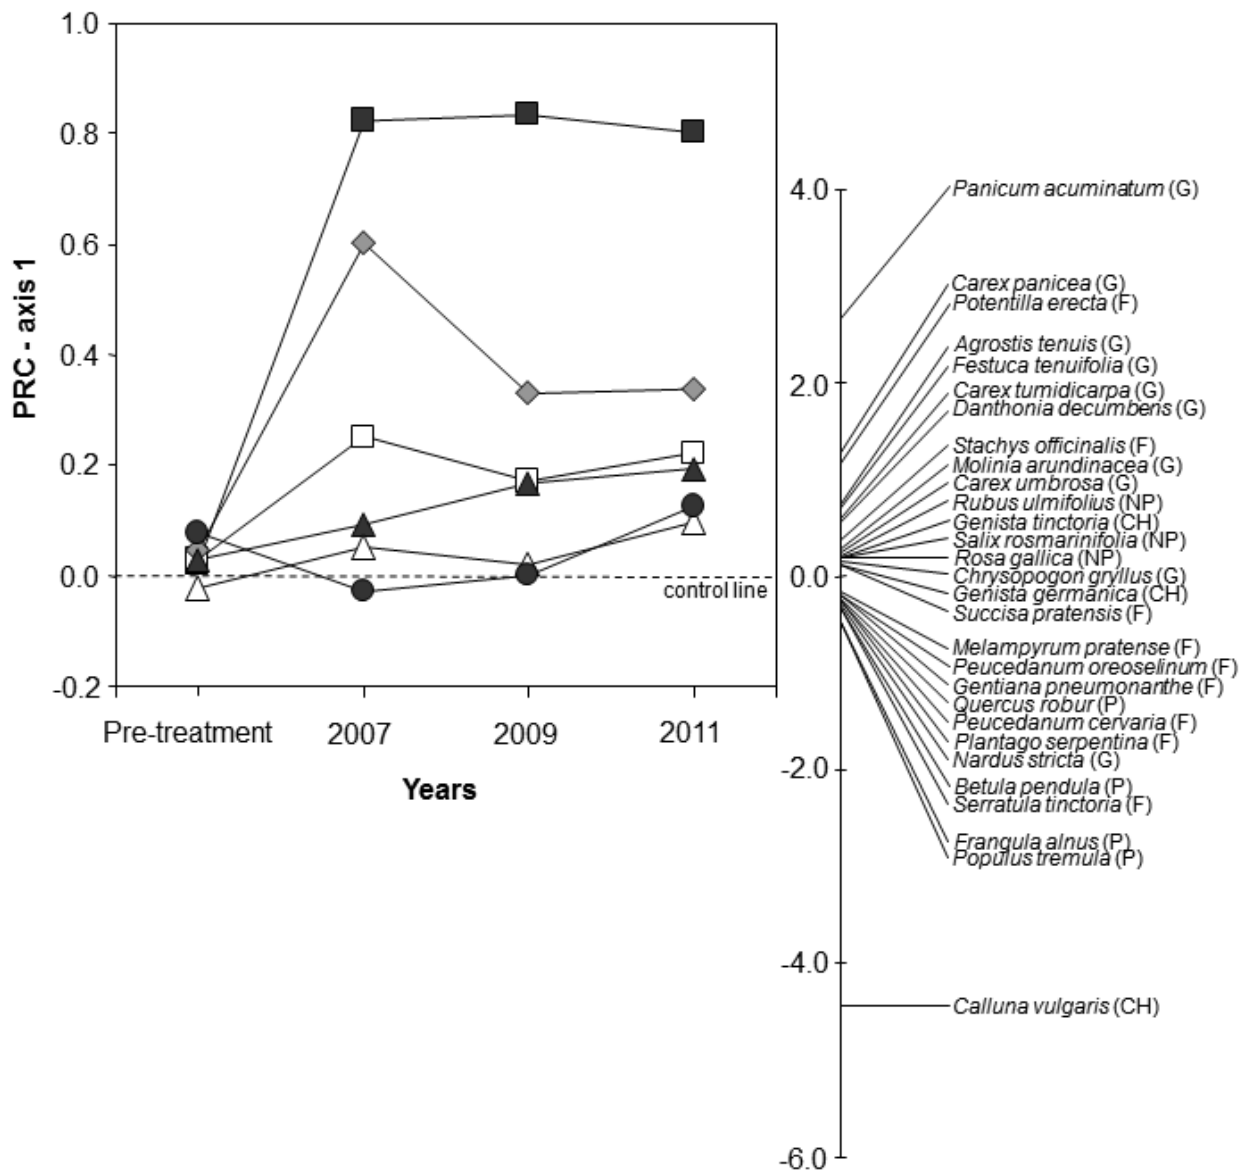 1.0
0.8
0.6
0.4
0.2
0.0
-0.2
PRC - axis 1
control line
Pre-treatment 2007 2009 2011
Years
4.0
2.0
0.0
-2.0
-4.0
-6.0
Panicum acuminatum (G)
Carex panicea (G)
Potentilla erecta (F)
Agrostis tenuis (G)
Festuca tenuifolia (G)
Carex tumidicarpa (G)
Danthonia decumbens (G)
Stachys officinalis (F)
Molinia arundinacea (G)
Carex umbrosa (G)
Rubus ulmifolius (NP)
Genista tinctoria (CH)
Salix rosmarinifolia (NP)
Rosa gallica (NP)
Chrysopogon gryllus (G)
Genista germanica (CH)
Succisa pratensis (F)
Melampyrum pratense (F)
Peucedanum oreoselinum (F)
Gentiana pneumonanthe (F)
Quercus robur (P)
Peucedanum cervaria (F)
Plantago serpentina (F)
Nardus stricta (G)
Betula pendula (P)
Serratula tinctoria (F)
Frangula alnus (P)
Populus tremula (P)
Calluna vulgaris (CH)